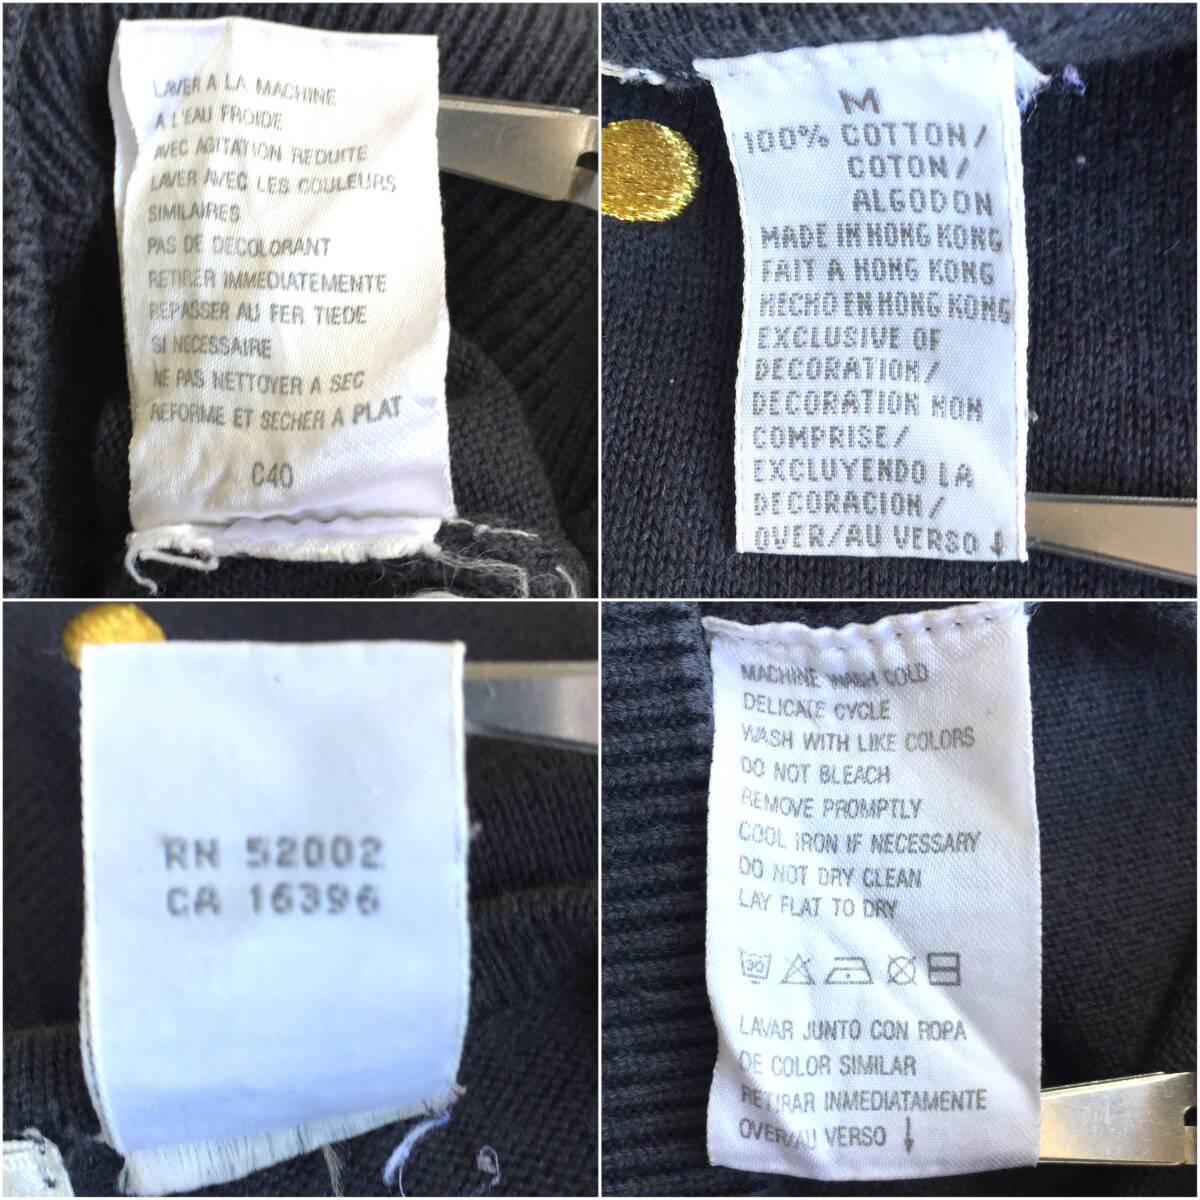 LAVER A LA MACHINE
A L'EAU FROIDE
AVEC AGITATION REDUITE
LAVER AVEC LES COULEURS
SIMILAIRES
PAS DE DECOLORANT
RETIRER IMMEDIATEMENTE
REPASSER AU FER TIEDE
SI NECESSAIRE
NE PAS NETTOYER A SEC
REFORME ET SECHER A PLAT
C40
M
100% COTTON/
COTON/
ALGODON
MADE IN HONG KONG
FAIT A HONG KONG
HECHO EN HONG KONG
EXCLUSIVE OF
DECORATION/
DECORATION NON
COMPRISE/
EXCLUYENDO LA
DECORACION/
OVER/AU VERSO ↓
RN 52002
CA 16396
MACHINE WASH COLD
DELICATE CYCLE
WASH WITH LIKE COLORS
DO NOT BLEACH
REMOVE PROMPTLY
COOL IRON IF NECESSARY
DO NOT DRY CLEAN
LAY FLAT TO DRY
30
LAVAR JUNTO CON ROPA
DE COLOR SIMILAR
RETIRAR INMEDIATAMENTE
OVER/AU VERSO ↓